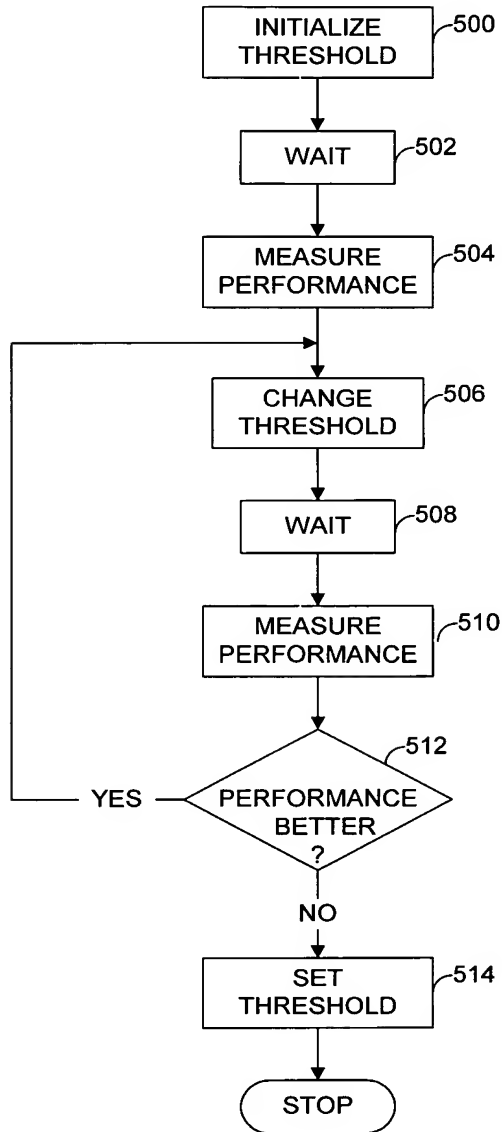 INITIALIZE
THRESHOLD
500
WAIT
502
MEASURE
PERFORMANCE
504
CHANGE
THRESHOLD
506
WAIT
508
MEASURE
PERFORMANCE
510
512
PERFORMANCE
BETTER
?
YES
NO
SET
THRESHOLD
514
STOP